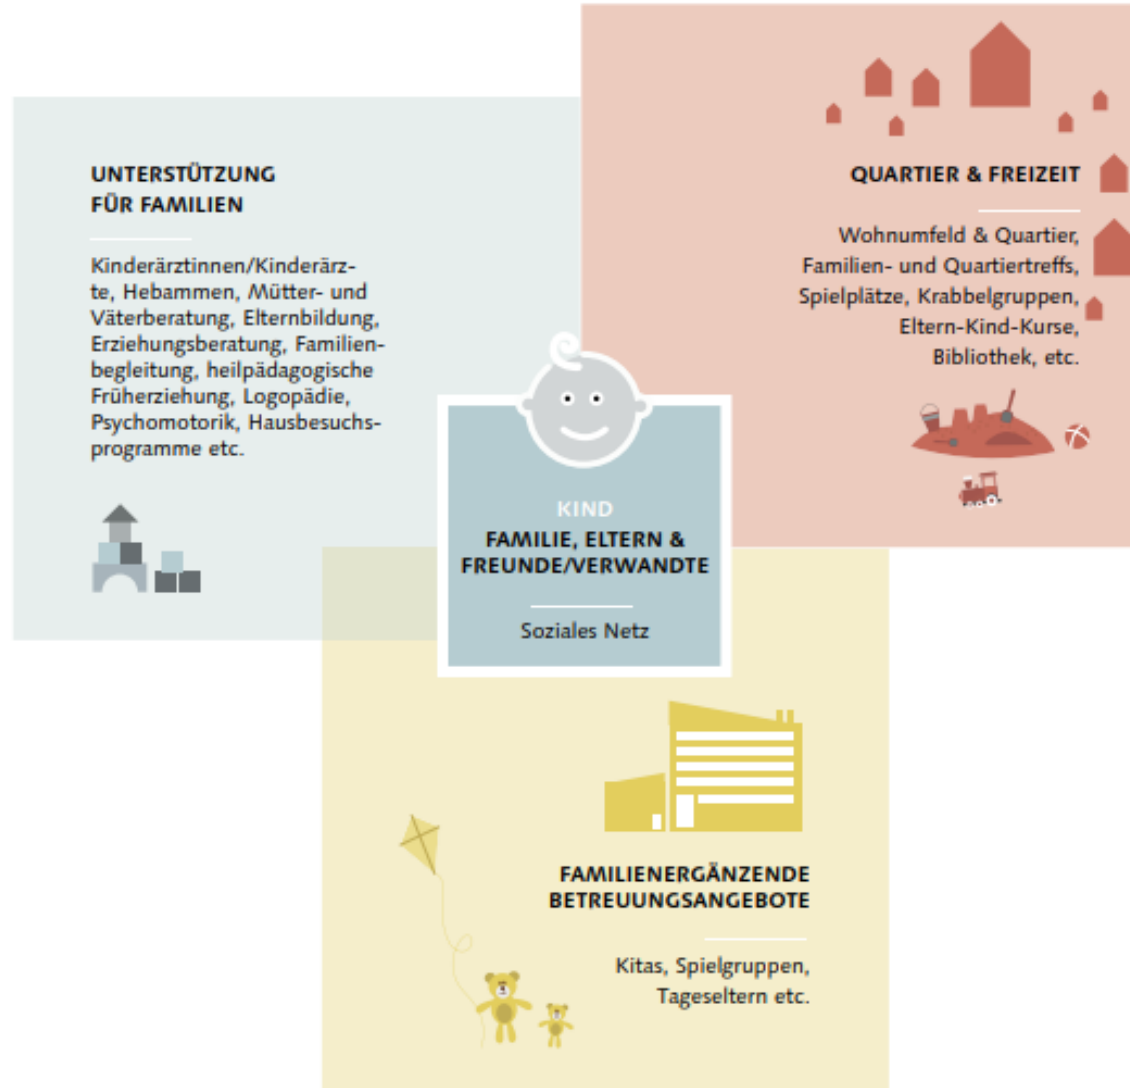 UNTERSTÜTZUNG
FÜR FAMILIEN
Kinderärztinnen/Kinderärz-
te, Hebammen, Mütter- und
Väterberatung, Elternbildung,
Erziehungsberatung, Familien-
begleitung, heilpädagogische
Früherziehung, Logopädie,
Psychomotorik, Hausbesuchs-
programme etc.
QUARTIER & FREIZEIT
Wohnumfeld & Quartier,
Familien- und Quartiertreffs,
Spielplätze, Krabbelgruppen,
Eltern-Kind-Kurse,
Bibliothek, etc.
KIND
FAMILIE, ELTERN &
FREUNDE/VERWANDTE
Soziales Netz
FAMILIENERGÄNZENDE
BETREUUNGSANGEBOTE
Kitas, Spielgruppen,
Tageseltern etc.